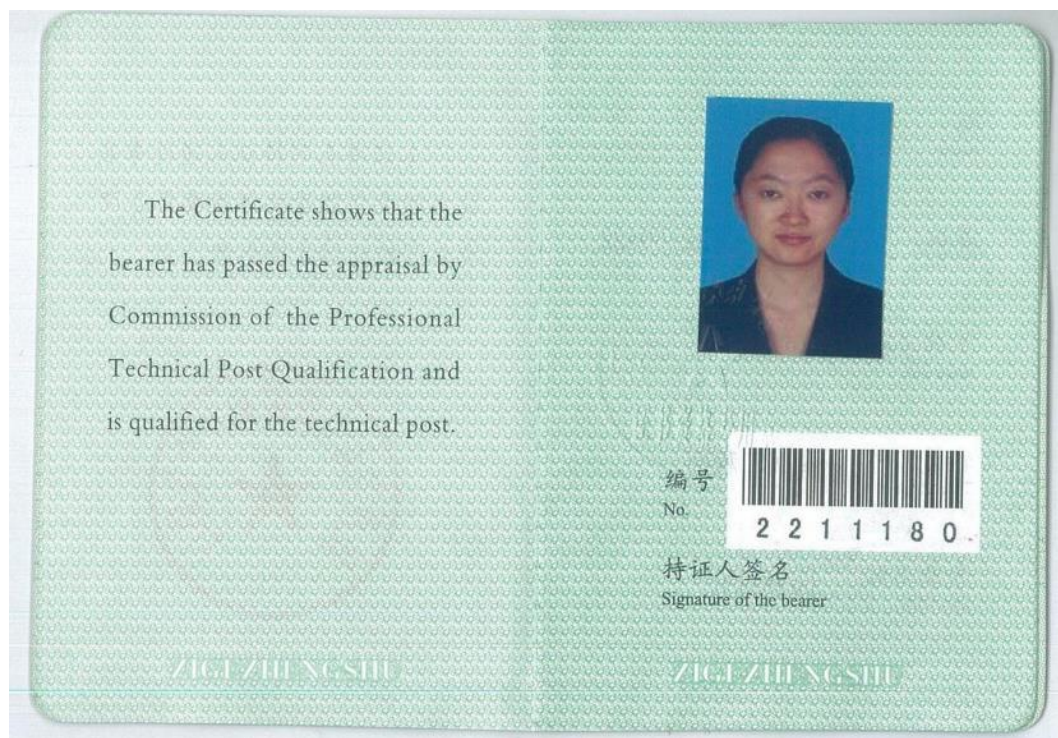 The Certificate shows that the
bearer has passed the appraisal by
Commission of the Professional
Technical Post Qualification and
is qualified for the technical post.
ZIGEZHENGSHU
编号
No.
2211180
持证人签名
Signature of the bearer
ZIGEZHENGSHU